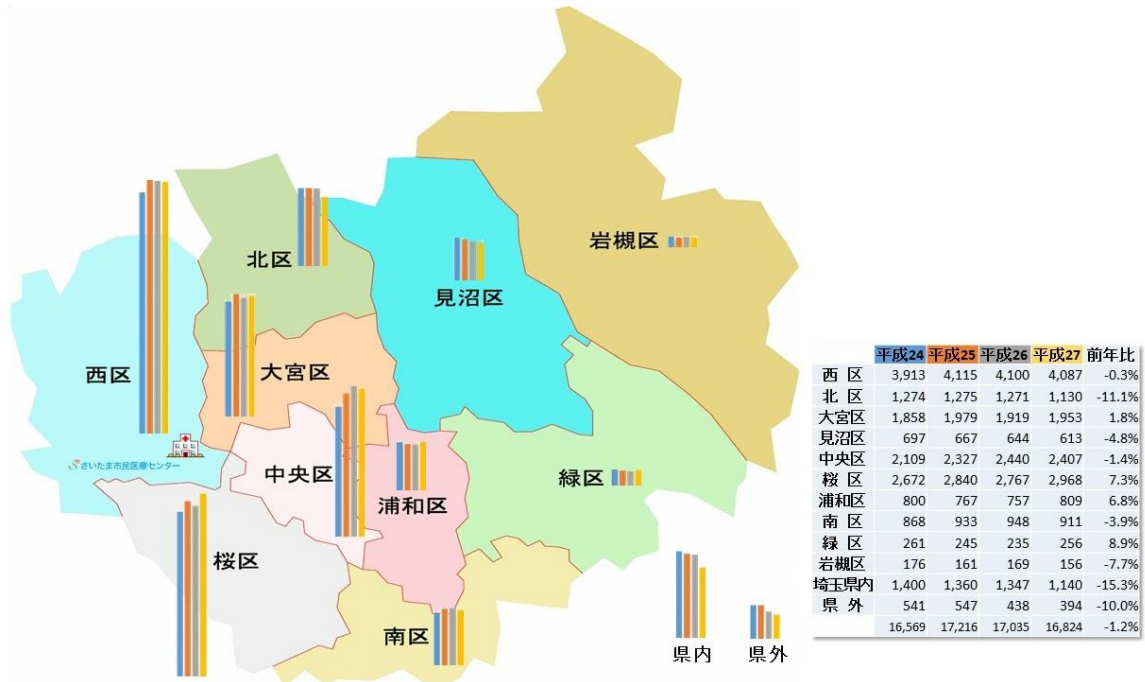 岩槻区
北区
見沼区
西区
大宮区
さいたま市民医療センター
中央区
緑区
浦和区
桜区
南区
県内
県外
平成24 平成25 平成26 平成27 前年比
西 区 3,913 4,115 4,100 4,087 -0.3%
北 区 1,274 1,275 1,271 1,130 -11.1%
大宮区 1,858 1,979 1,919 1,953 1.8%
見沼区 697 667 644 613 -4.8%
中央区 2,109 2,327 2,440 2,407 -1.4%
桜 区 2,672 2,840 2,767 2,968 7.3%
浦和区 800 767 757 809 6.8%
南 区 868 933 948 911 -3.9%
緑 区 261 245 235 256 8.9%
岩槻区 176 161 169 156 -7.7%
埼玉県内 1,400 1,360 1,347 1,140 -15.3%
県 外 541 547 438 394 -10.0%
16,569 17,216 17,035 16,824 -1.2%